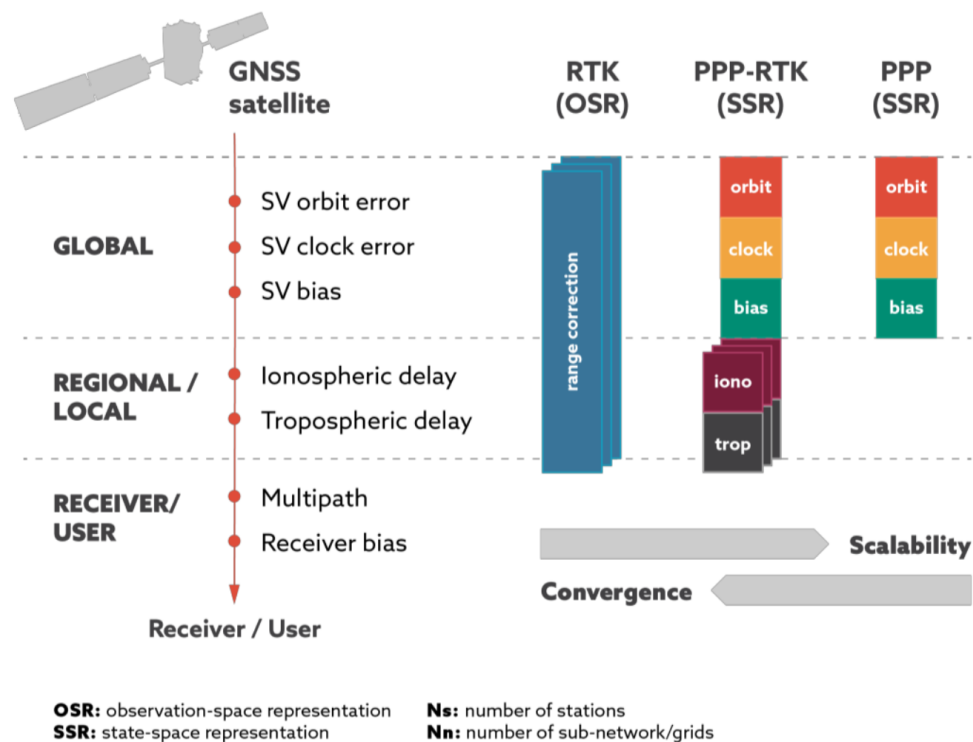 GNSS
satellite
RTK
(OSR)
PPP-RTK
(SSR)
PPP
(SSR)
GLOBAL
SV orbit error
SV clock error
SV bias
REGIONAL /
LOCAL
Ionospheric delay
Tropospheric delay
RECEIVER/
USER
Multipath
Receiver bias
Receiver / User
range correction
orbit
clock
bias
iono
trop
orbit
clock
bias
Scalability
Convergence
OSR: observation-space representation
SSR: state-space representation
Ns: number of stations
Nn: number of sub-network/grids